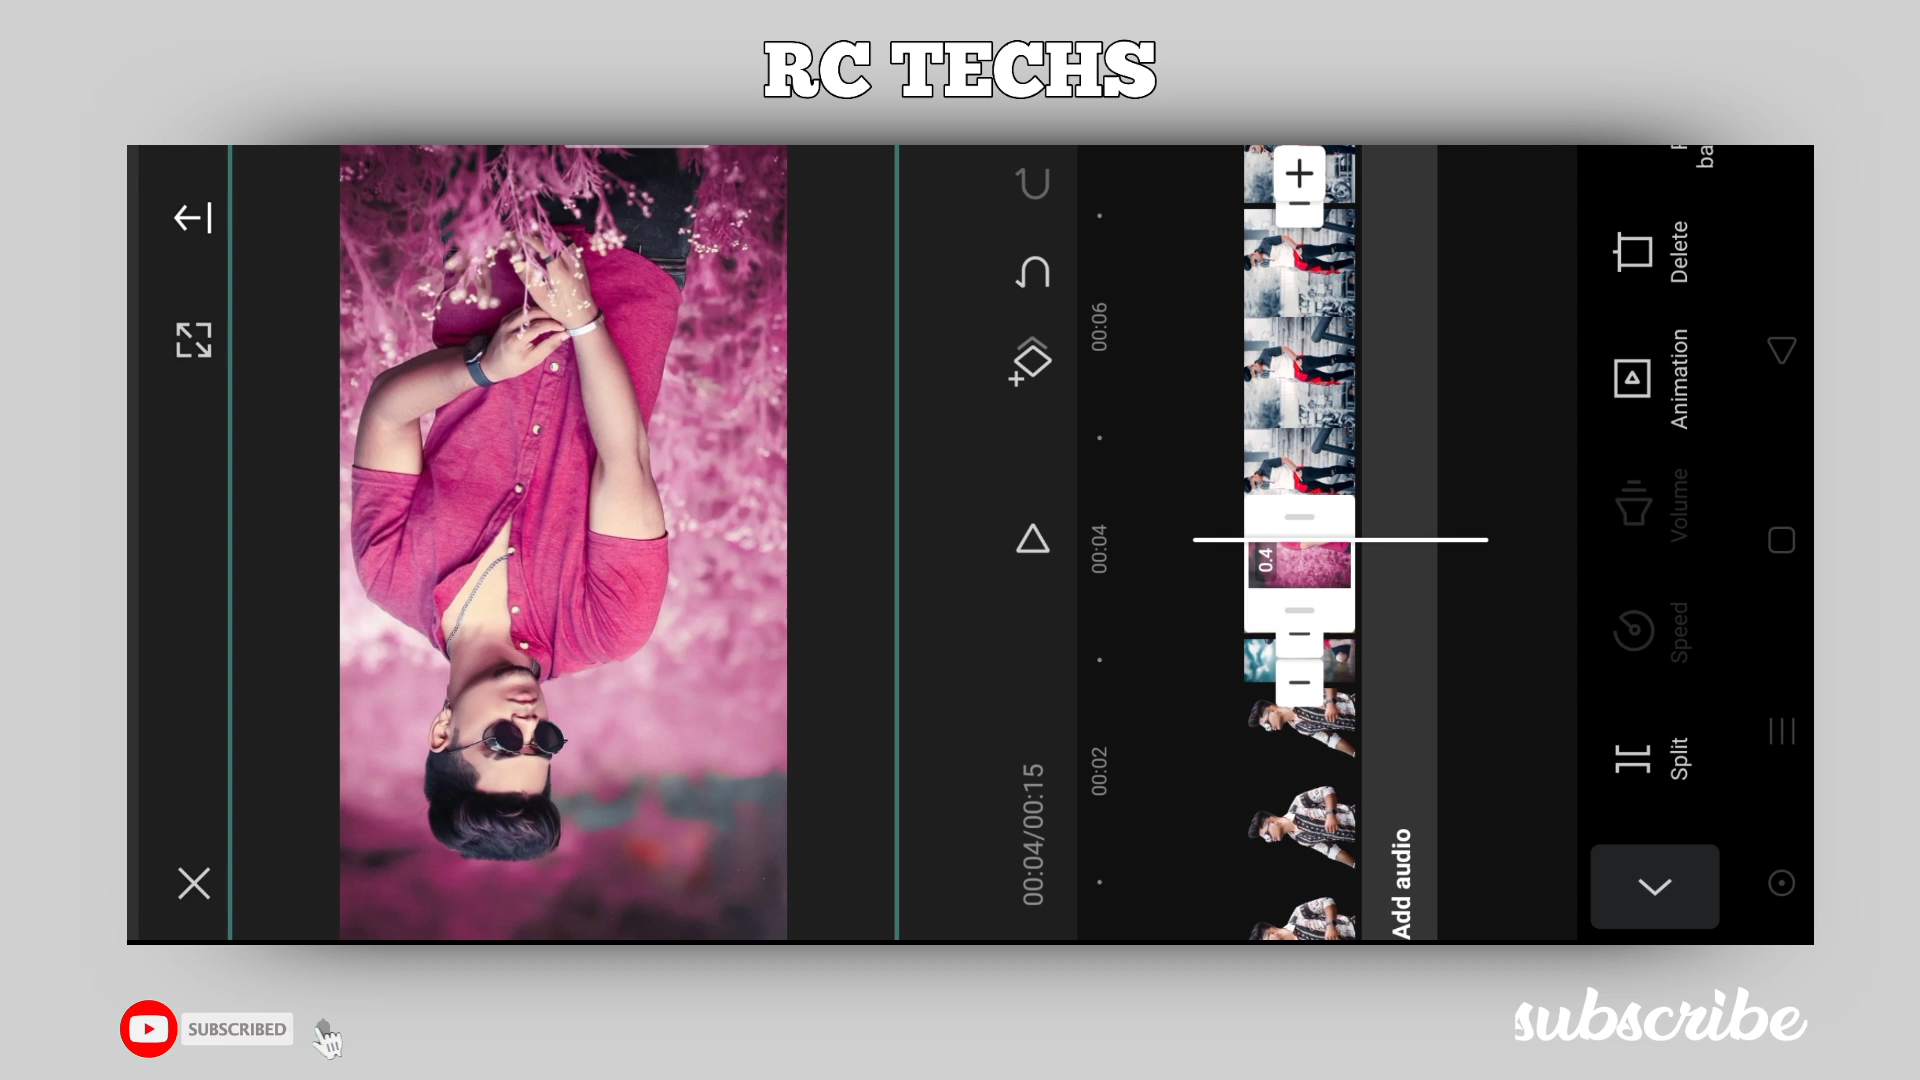 RC TECHS
00:04/00:15
00:02
00:04
00:06
0.4
Add audio
Split
Speed
Volume
Animation
Delete
ba
SUBSCRIBED
subscribe